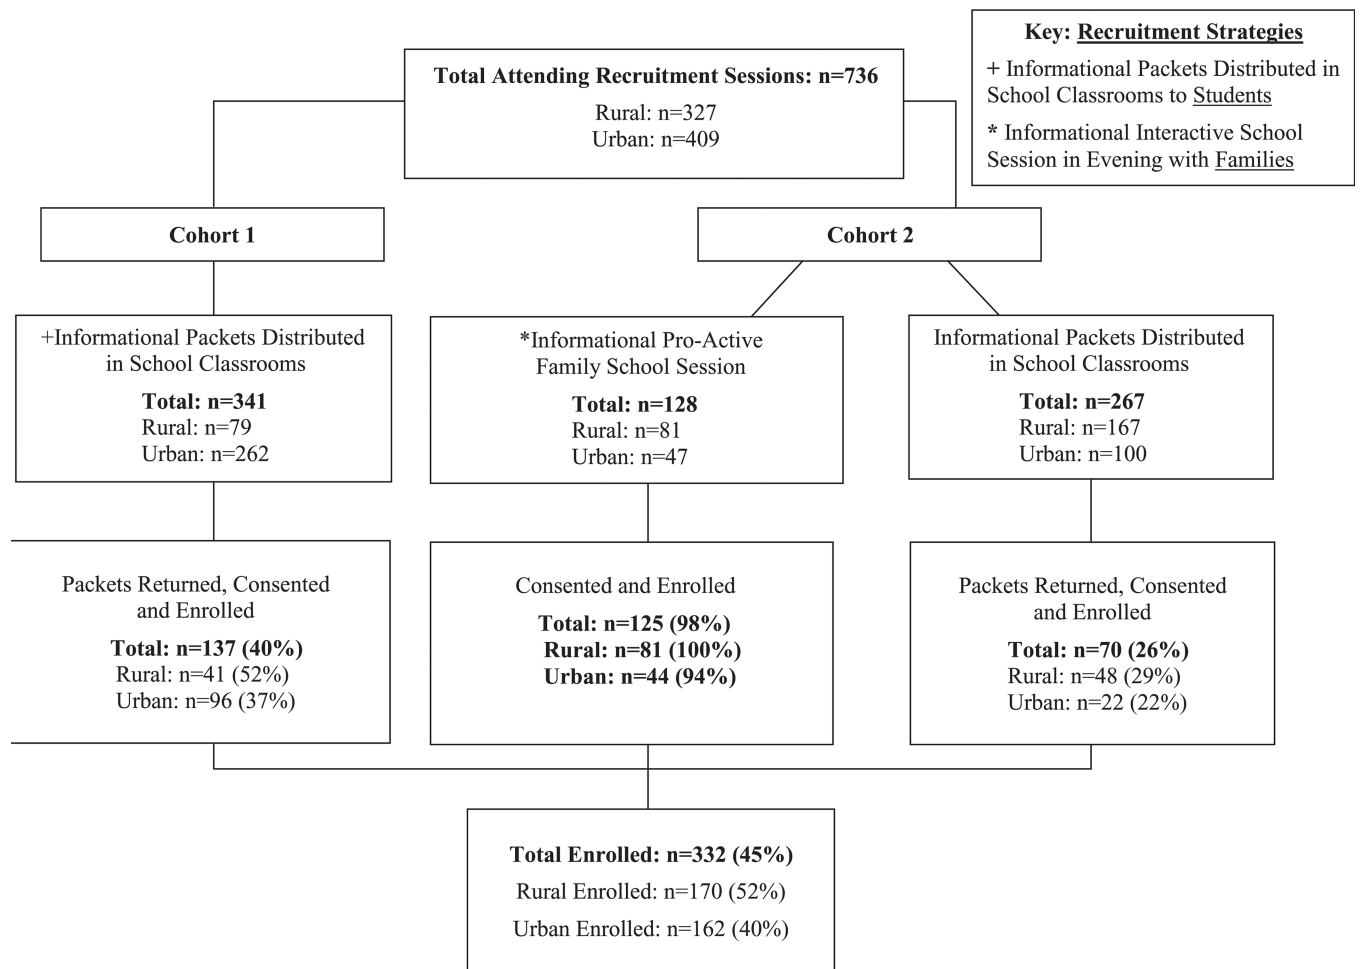 Key: Recruitment Strategies
+ Informational Packets Distributed in
School Classrooms to Students
* Informational Interactive School
Session in Evening with Families
Total Attending Recruitment Sessions: n=736
Rural: n=327
Urban: n=409
Cohort 1
Cohort 2
+Informational Packets Distributed
in School Classrooms
Total: n=341
Rural: n=79
Urban: n=262
*Informational Pro-Active
Family School Session
Total: n=128
Rural: n=81
Urban: n=47
Informational Packets Distributed
in School Classrooms
Total: n=267
Rural: n=167
Urban: n=100
Packets Returned, Consented
and Enrolled
Total: n=137 (40%)
Rural: n=41 (52%)
Urban: n=96 (37%)
Consented and Enrolled
Total: n=125 (98%)
Rural: n=81 (100%)
Urban: n=44 (94%)
Packets Returned, Consented
and Enrolled
Total: n=70 (26%)
Rural: n=48 (29%)
Urban: n=22 (22%)
Total Enrolled: n=332 (45%)
Rural Enrolled: n=170 (52%)
Urban Enrolled: n=162 (40%)